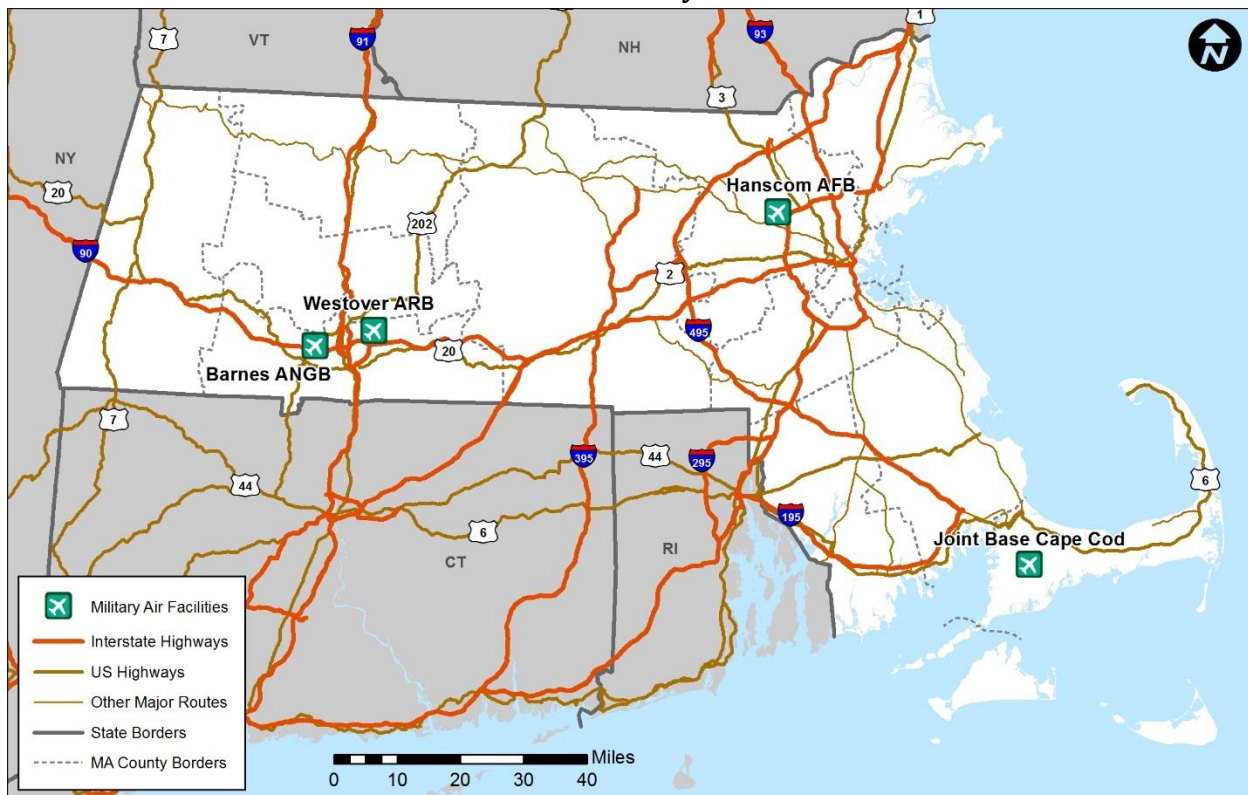 1
7
VT
91
NH
93
N
3
NY
20
Hanscom AFB
202
90
2
Westover ARB
495
20
Barnes ANGB
7
395
44
295
44
6
6
195
CT
RI
Joint Base Cape Cod
Military Air Facilities
Interstate Highways
US Highways
Other Major Routes
State Borders
MA County Borders
Miles
0 10 20 30 40